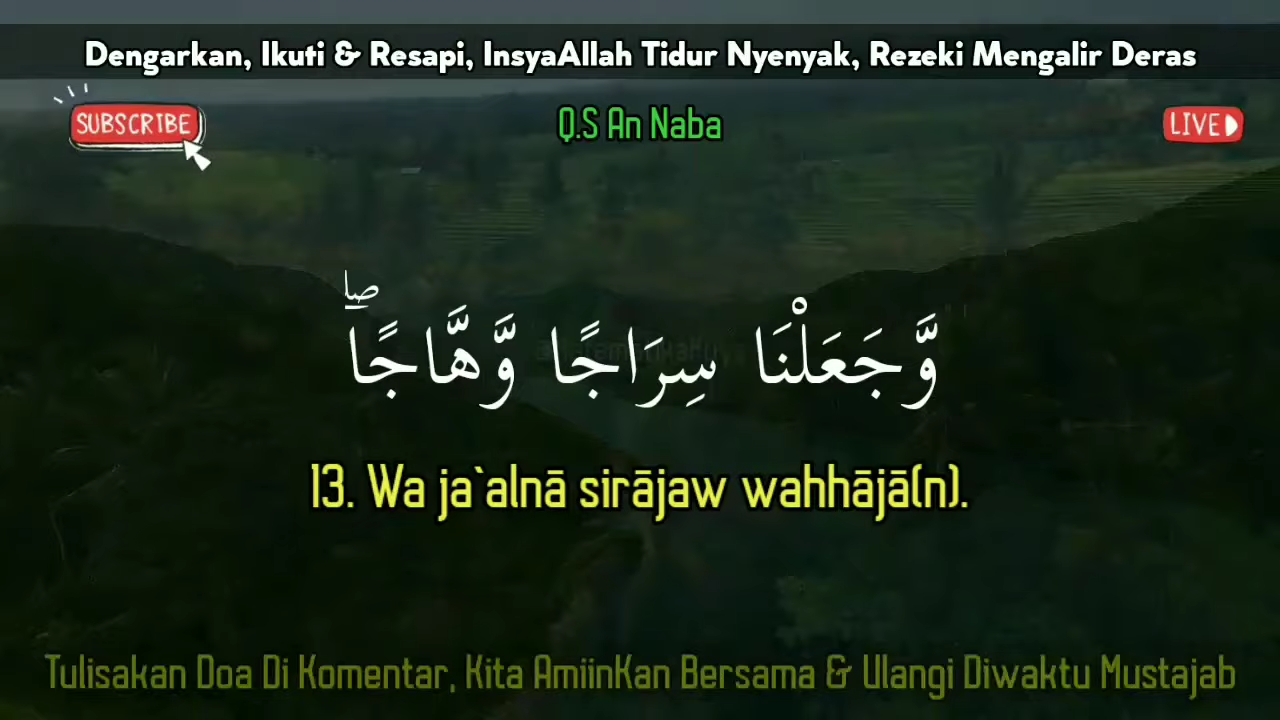 Dengarkan, Ikuti & Resapi, InsyaAllah Tidur Nyenyak, Rezeki Mengalir Deras
SUBSCRIBE
Q.S An Naba
LIVE
وَّجَعَلْنَا سِرَاجًا وَّهَّاجًاۖ
13. Wa ja`alnā sirājaw wahhājā(n).
Tulisakan Doa Di Komentar, Kita AmiinKan Bersama & Ulangi Diwaktu Mustajab